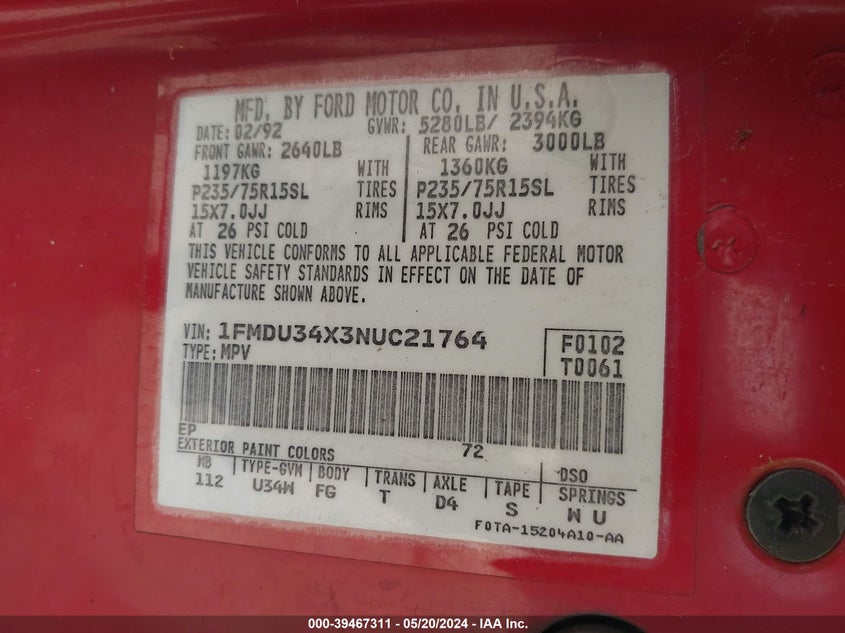 MFD. BY FORD MOTOR CO. IN U.S.A.
DATE: 02/92 GVWR: 5280LB/ 2394KG
FRONT GAWR: 2640LB REAR GAWR: 3000LB
1197KG WITH 1360KG WITH
P235/75R15SL TIRES P235/75R15SL TIRES
15X7.0JJ RIMS 15X7.0JJ RIMS
AT 26 PSI COLD AT 26 PSI COLD
THIS VEHICLE CONFORMS TO ALL APPLICABLE FEDERAL MOTOR
VEHICLE SAFETY STANDARDS IN EFFECT ON THE DATE OF
MANUFACTURE SHOWN ABOVE.
VIN: 1FMDU34X3NUC21764 F0102
TYPE: MPV T0061
EP 72
EXTERIOR PAINT COLORS DSO
WB TYPE-GVM BODY TRANS AXLE TAPE SPRINGS
112 U34W FG T D4 S W U
F0TA-15204A10-AA
000-39467311 - 05/20/2024 - IAA Inc.